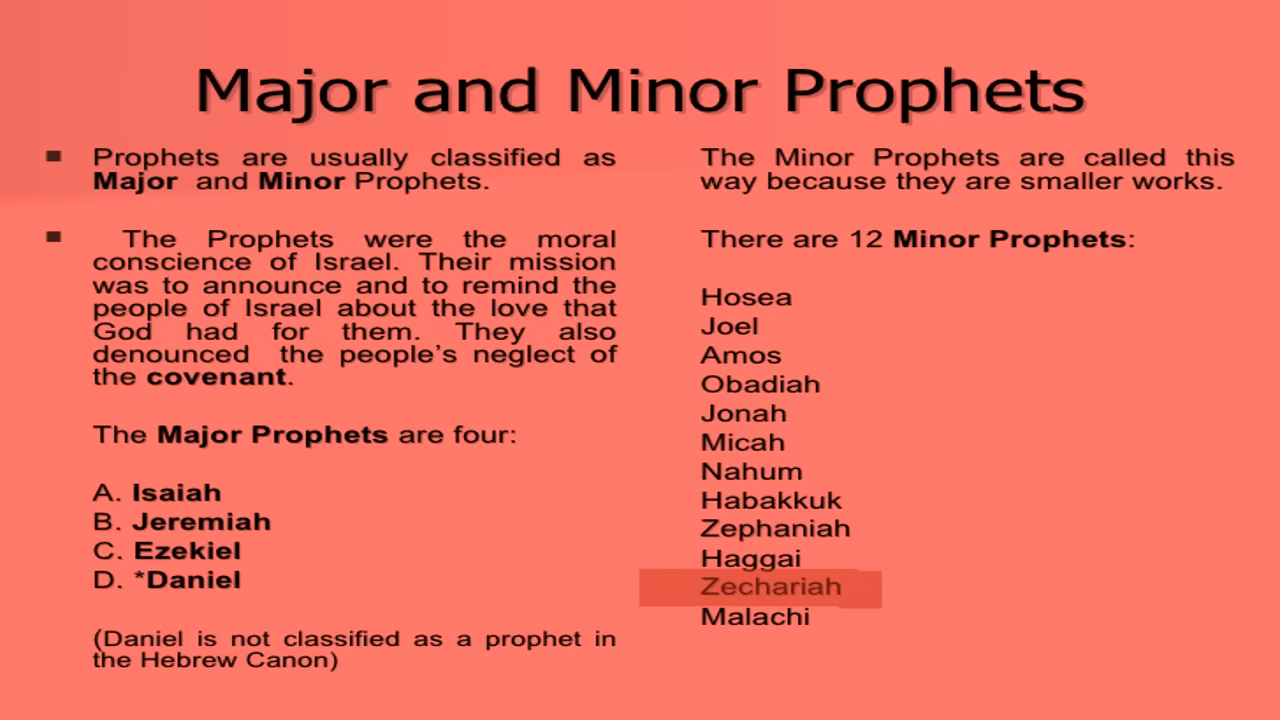 Major and Minor Prophets
Prophets are usually classified as
Major and Minor Prophets.
The Prophets were the moral
conscience of Israel. Their mission
was to announce and to remind the
people of Israel about the love that
God had for them. They also
denounced the people's neglect of
the covenant.
The Major Prophets are four:
A. Isaiah
B. Jeremiah
C. Ezekiel
D. *Daniel
(Daniel is not classified as a prophet in
the Hebrew Canon)
The Minor Prophets are called this
way because they are smaller works.
There are 12 Minor Prophets:
Hosea
Joel
Amos
Obadiah
Jonah
Micah
Nahum
Habakkuk
Zephaniah
Haggai
Zechariah
Malachi